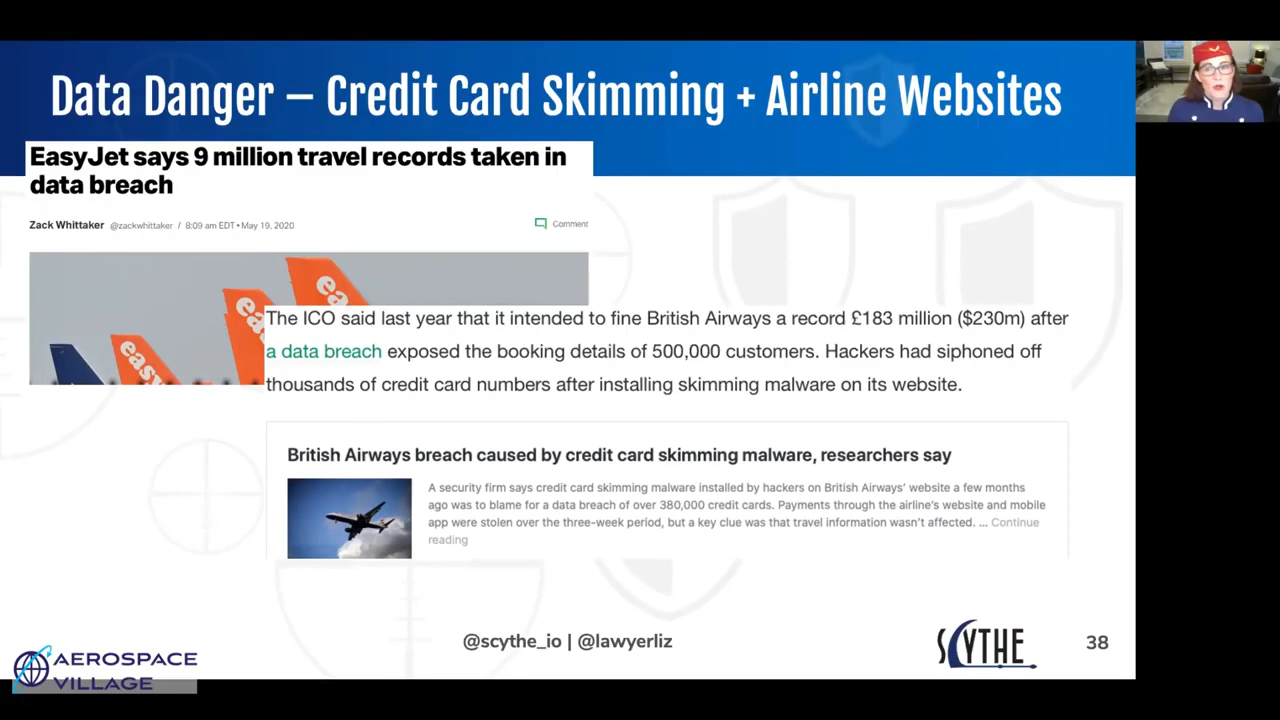 Data Danger – Credit Card Skimming + Airline Websites
EasyJet says 9 million travel records taken in
data breach
Zack Whittaker @zackwhittaker / 8:09 am EDT • May 19, 2020
Comment
easy
eas
ea
The ICO said last year that it intended to fine British Airways a record £183 million ($230m) after
a data breach exposed the booking details of 500,000 customers. Hackers had siphoned off
thousands of credit card numbers after installing skimming malware on its website.
British Airways breach caused by credit card skimming malware, researchers say
A security firm says credit card skimming malware installed by hackers on British Airways’ website a few months
ago was to blame for a data breach of over 380,000 credit cards. Payments through the airline’s website and mobile
app were stolen over the three-week period, but a key clue was that travel information wasn’t affected. ... Continue
reading
@scythe_io | @lawyerliz
SCYTHE
38
AEROSPACE
VILLAGE